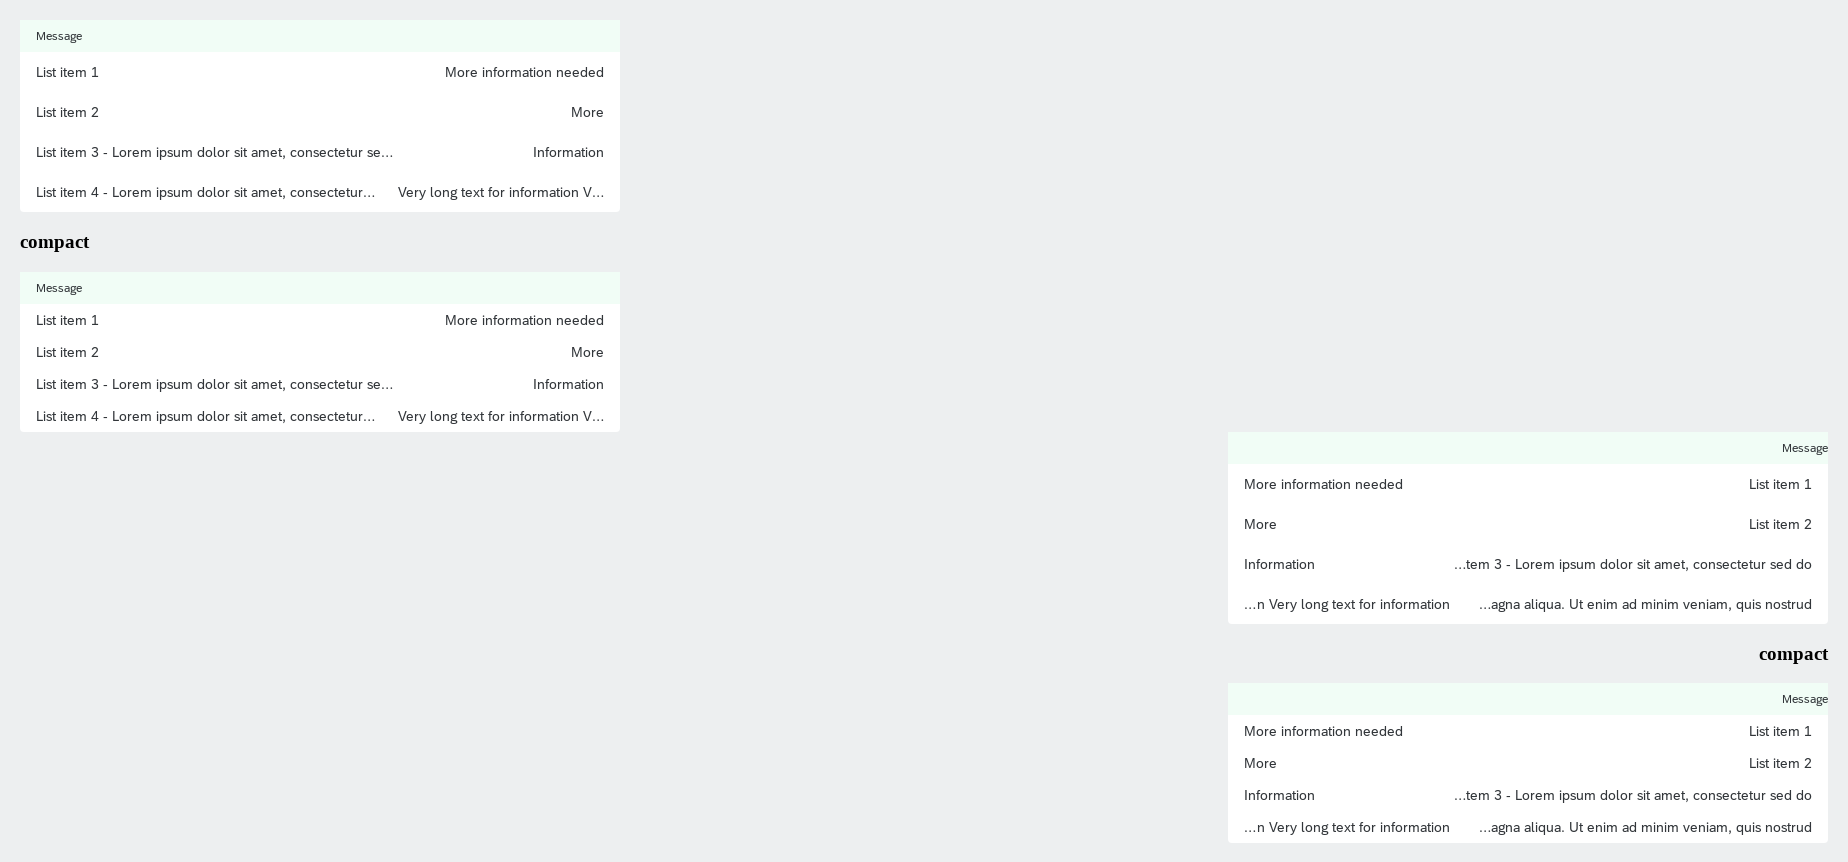 Message
List item 1 More information needed
List item 2 More
List item 3 - Lorem ipsum dolor sit amet, consectetur se... Information
List item 4 - Lorem ipsum dolor sit amet, consectetur... Very long text for information V...
compact
Message
List item 1 More information needed
List item 2 More
List item 3 - Lorem ipsum dolor sit amet, consectetur se... Information
List item 4 - Lorem ipsum dolor sit amet, consectetur... Very long text for information V...
Message
More information needed List item 1
More List item 2
Information ...tem 3 - Lorem ipsum dolor sit amet, consectetur sed do
...n Very long text for information ...agna aliqua. Ut enim ad minim veniam, quis nostrud
compact
Message
More information needed List item 1
More List item 2
Information ...tem 3 - Lorem ipsum dolor sit amet, consectetur sed do
...n Very long text for information ...agna aliqua. Ut enim ad minim veniam, quis nostrud